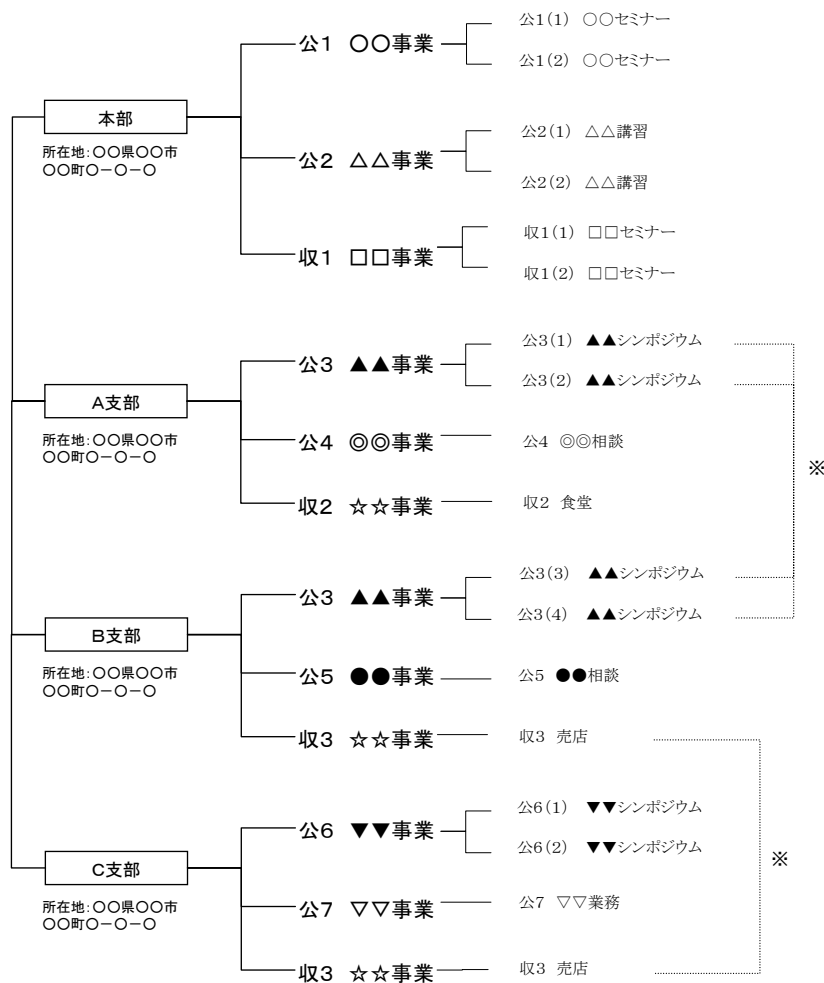 公1 ○○事業
公1(1) ○○セミナー
公1(2) ○○セミナー
本部
所在地:○○県○○市
○○町○-○-○
公2 △△事業
公2(1) △△講習
公2(2) △△講習
収1 □□事業
収1(1) □□セミナー
収1(2) □□セミナー
公3 ▲▲事業
公3(1) ▲▲シンポジウム
公3(2) ▲▲シンポジウム
A支部
所在地:○○県○○市
○○町○-○-○
公4 ◎◎事業
公4 ◎◎相談
収2 ☆☆事業
収2 食堂
※
公3 ▲▲事業
公3(3) ▲▲シンポジウム
公3(4) ▲▲シンポジウム
B支部
所在地:○○県○○市
○○町○-○-○
公5 ●●事業
公5 ●●相談
収3 ☆☆事業
収3 売店
公6 ▼▼事業
公6(1) ▼▼シンポジウム
公6(2) ▼▼シンポジウム
※
C支部
所在地:○○県○○市
○○町○-○-○
公7 ▽▽事業
公7 ▽▽業務
収3 ☆☆事業
収3 売店